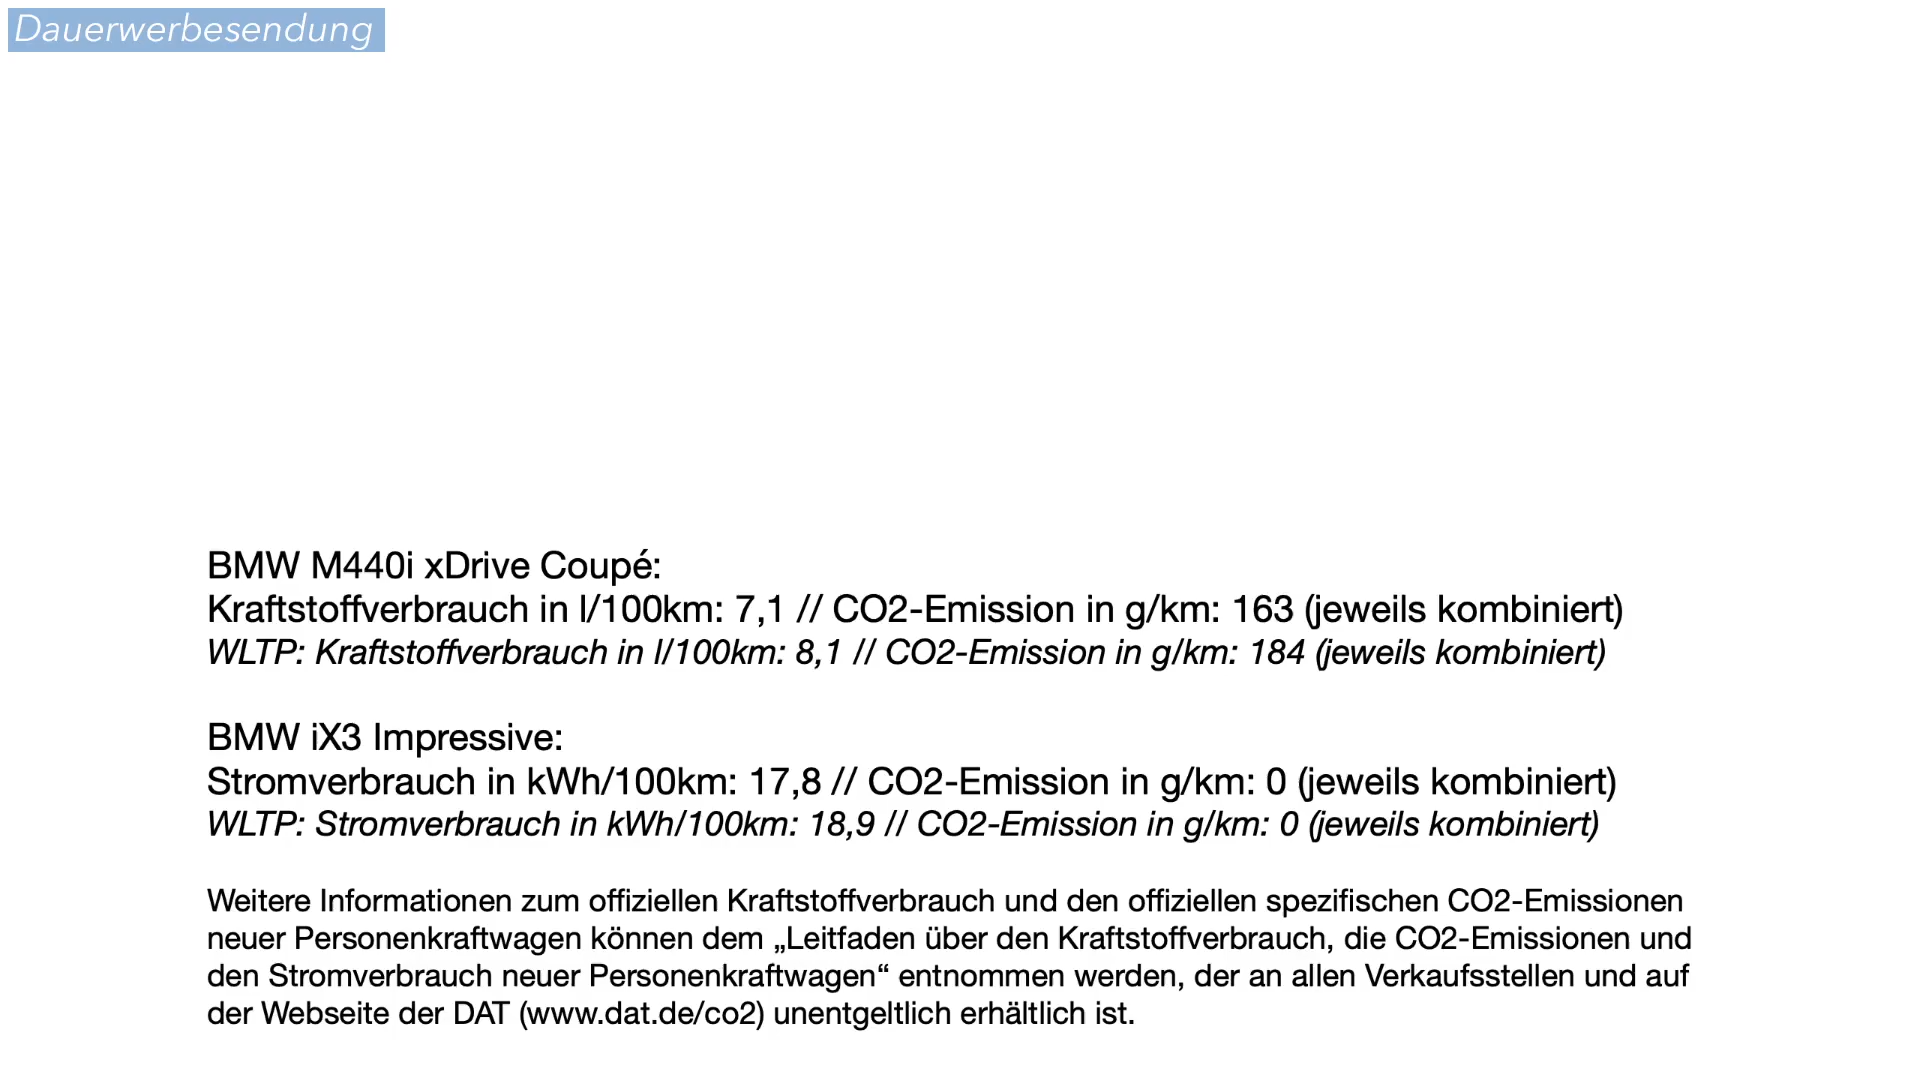 Dauerwerbesendung
BMW M440i xDrive Coupé:
Kraftstoffverbrauch in l/100km: 7,1 // CO2-Emission in g/km: 163 (jeweils kombiniert)
WLTP: Kraftstoffverbrauch in l/100km: 8,1 // CO2-Emission in g/km: 184 (jeweils kombiniert)
BMW iX3 Impressive:
Stromverbrauch in kWh/100km: 17,8 // CO2-Emission in g/km: 0 (jeweils kombiniert)
WLTP: Stromverbrauch in kWh/100km: 18,9 // CO2-Emission in g/km: 0 (jeweils kombiniert)
Weitere Informationen zum offiziellen Kraftstoffverbrauch und den offiziellen spezifischen CO2-Emissionen
neuer Personenkraftwagen können dem „Leitfaden über den Kraftstoffverbrauch, die CO2-Emissionen und
den Stromverbrauch neuer Personenkraftwagen“ entnommen werden, der an allen Verkaufsstellen und auf
der Webseite der DAT (www.dat.de/co2) unentgeltlich erhältlich ist.